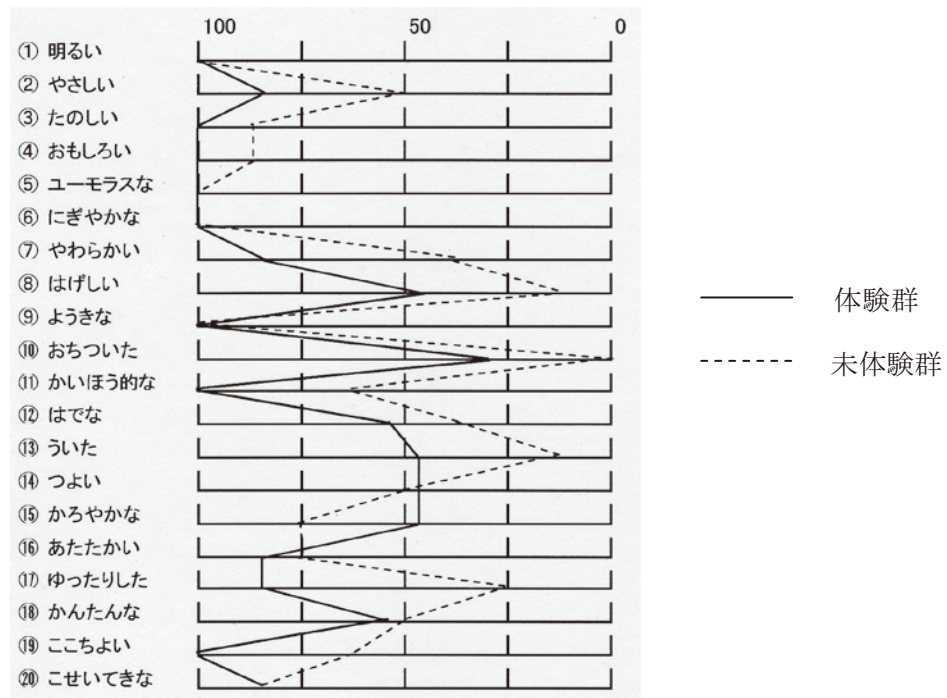 100 50 0
① 明るい
② やさしい
③ たのしい
④ おもしろい
⑤ ユーモラスな
⑥ にぎやかな
⑦ やわらかい
⑧ はげしい
⑨ ようきな
⑩ おちついた
⑪ かいほう的な
⑫ はでな
⑬ ういた
⑭ つよい
⑮ かろやかな
⑯ あたたかい
⑰ ゆったりした
⑱ かんたんな
⑲ ここちよい
⑳ こせいてきな
体験群
未体験群